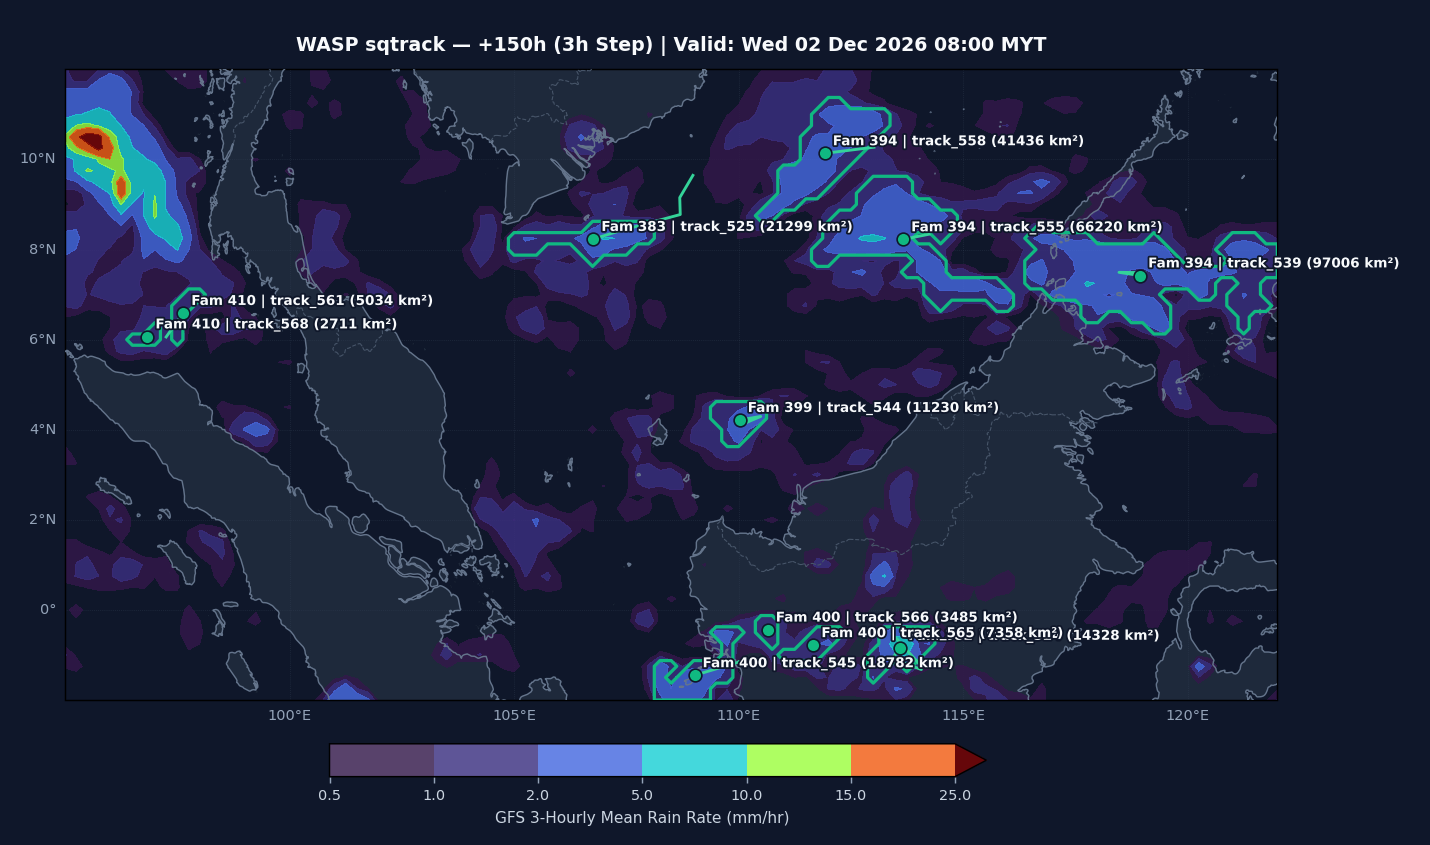 WASP sqtrack — +150h (3h Step) | Valid: Wed 02 Dec 2026 08:00 MYT
10°N
8°N
6°N
4°N
2°N
0°
Fam 394 | track_558 (41436 km²)
Fam 383 | track_525 (21299 km²)
Fam 394 | track_555 (66220 km²)
Fam 394 | track_539 (97006 km²)
Fam 410 | track_561 (5034 km²)
Fam 410 | track_568 (2711 km²)
Fam 399 | track_544 (11230 km²)
Fam 400 | track_566 (3485 km²)
Fam 400 | track_565 (7358 km²)
(14328 km²)
Fam 400 | track_545 (18782 km²)
100°E
105°E
110°E
115°E
120°E
0.5
1.0
2.0
5.0
10.0
15.0
25.0
GFS 3-Hourly Mean Rain Rate (mm/hr)